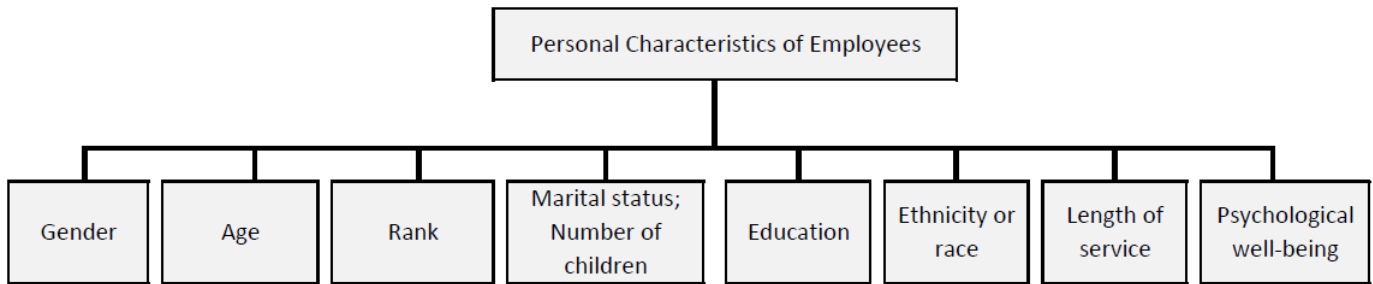 Personal Characteristics of Employees
Gender
Age
Rank
Marital status;
Number of
children
Education
Ethnicity or
race
Length of
service
Psychological
well-being